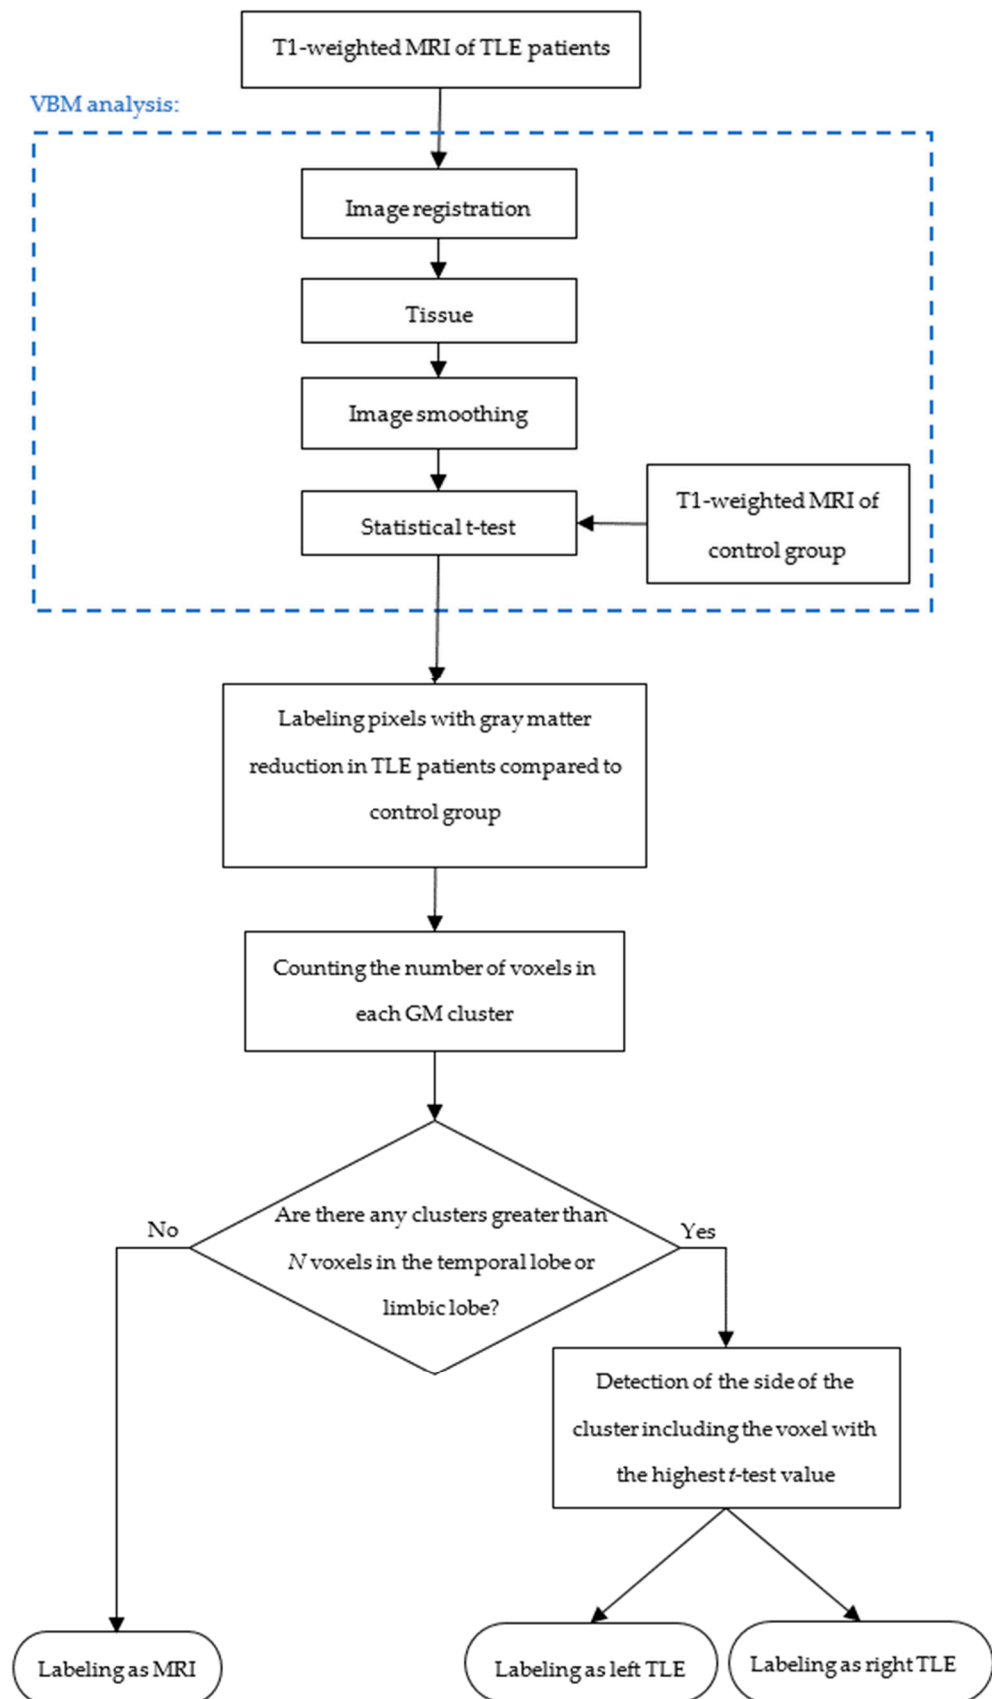 T1-weighted MRI of TLE patients
VBM analysis:
Image registration
Tissue
Image smoothing
Statistical t-test
T1-weighted MRI of
control group
Labeling pixels with gray matter
reduction in TLE patients compared to
control group
Counting the number of voxels in
each GM cluster
Are there any clusters greater than
N voxels in the temporal lobe or
limbic lobe?
No
Yes
Detection of the side of the
cluster including the voxel with
the highest t-test value
Labeling as MRI
Labeling as left TLE
Labeling as right TLE